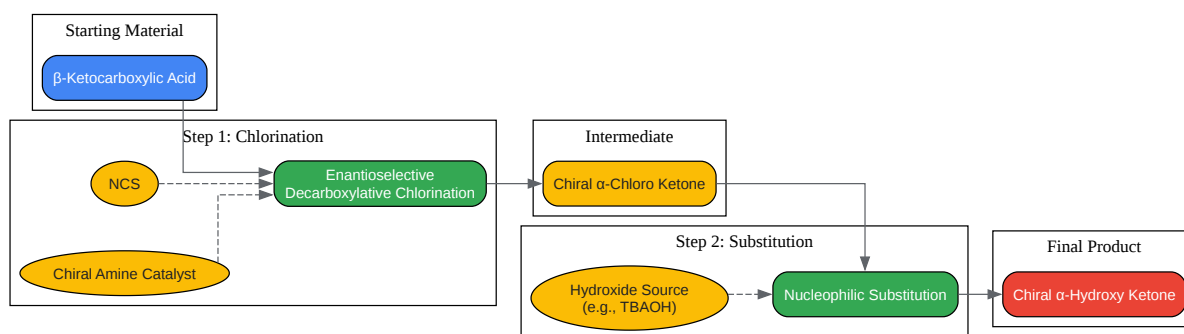 Starting Material
β-Ketocarboxylic Acid
Step 1: Chlorination
NCS
Enantioselective
Decarboxylative Chlorination
Chiral Amine Catalyst
Intermediate
Chiral α-Chloro Ketone
Step 2: Substitution
Hydroxide Source
(e.g., TBAOH)
Nucleophilic Substitution
Final Product
Chiral α-Hydroxy Ketone